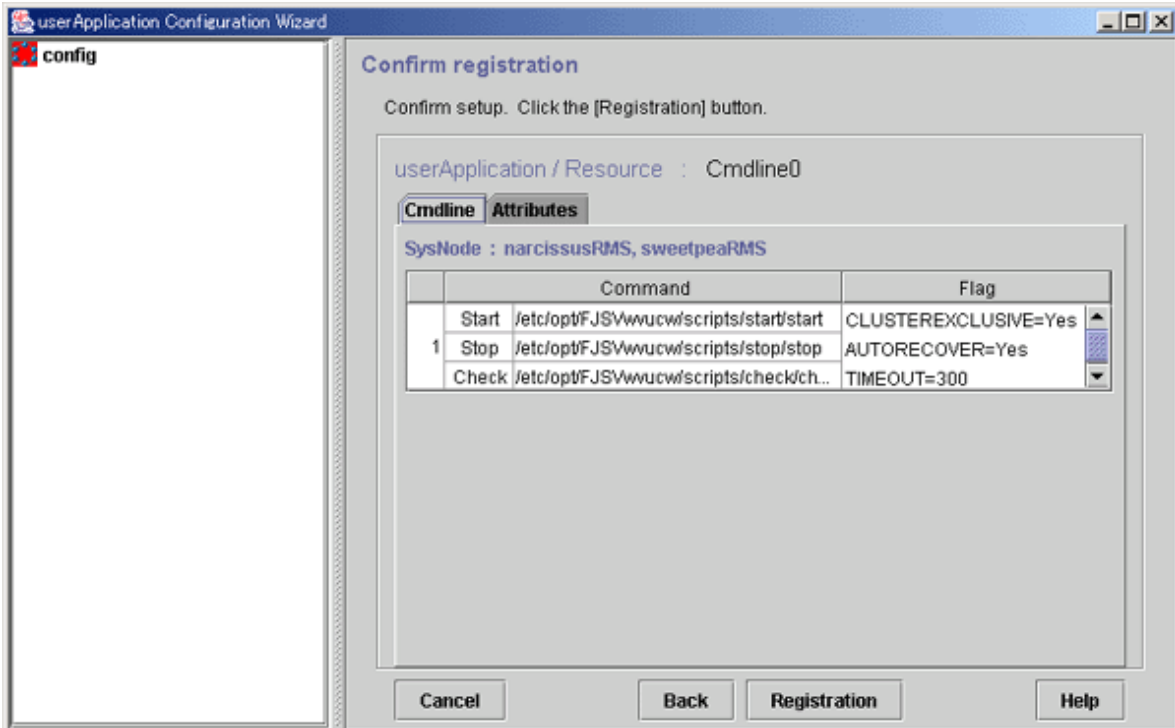 userApplication Configuration Wizard
config
Confirm registration
Confirm setup. Click the [Registration] button.
userApplication / Resource : Cmdline0
Cmdline Attributes
SysNode : narcissusRMS, sweetpeaRMS
Command Flag
Start /etc/opt/FJSVwvucw/scripts/start/start CLUSTEREXCLUSIVE=Yes
1 Stop /etc/opt/FJSVwvucw/scripts/stop/stop AUTORECOVER=Yes
Check /etc/opt/FJSVwvucw/scripts/check/ch... TIMEOUT=300
Cancel Back Registration Help